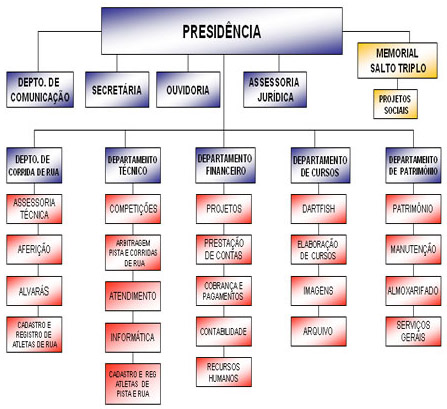 PRESIDÊNCIA
MEMORIAL
SALTO TRIPLO
DEPTO. DE
COMUNICAÇÃO
SECRETÁRIA
OUVIDORIA
ASSESSORIA
JURÍDICA
PROJETOS
SOCIAIS
DEPTO. DE
CORRIDA DE RUA
DEPARTAMENTO
TÉCNICO
DEPARTAMENTO
FINANCEIRO
DEPARTAMENTO
DE CURSOS
DEPARTAMENTO
DE PATRIMÔNIO
ASSESSORIA
TÉCNICA
COMPETIÇÕES
PROJETOS
DARTFISH
PATRIMÔNIO
AFERIÇÃO
ARBITRAGEM
PISTA E CORRIDAS
DE RUA
PRESTAÇÃO
DE CONTAS
ELABORAÇÃO
DE CURSOS
MANUTENÇÃO
ALVARÁS
ATENDIMENTO
COBRANÇA E
PAGAMENTOS
IMAGENS
ALMOXARIFADO
CADASTRO E
REGISTRO DE
ATLETAS DE RUA
INFORMÁTICA
CONTABILIDADE
ARQUIVO
SERVIÇOS
GERAIS
CADASTRO E REG
ATLETAS DE
PISTA E RUA
RECURSOS
HUMANOS